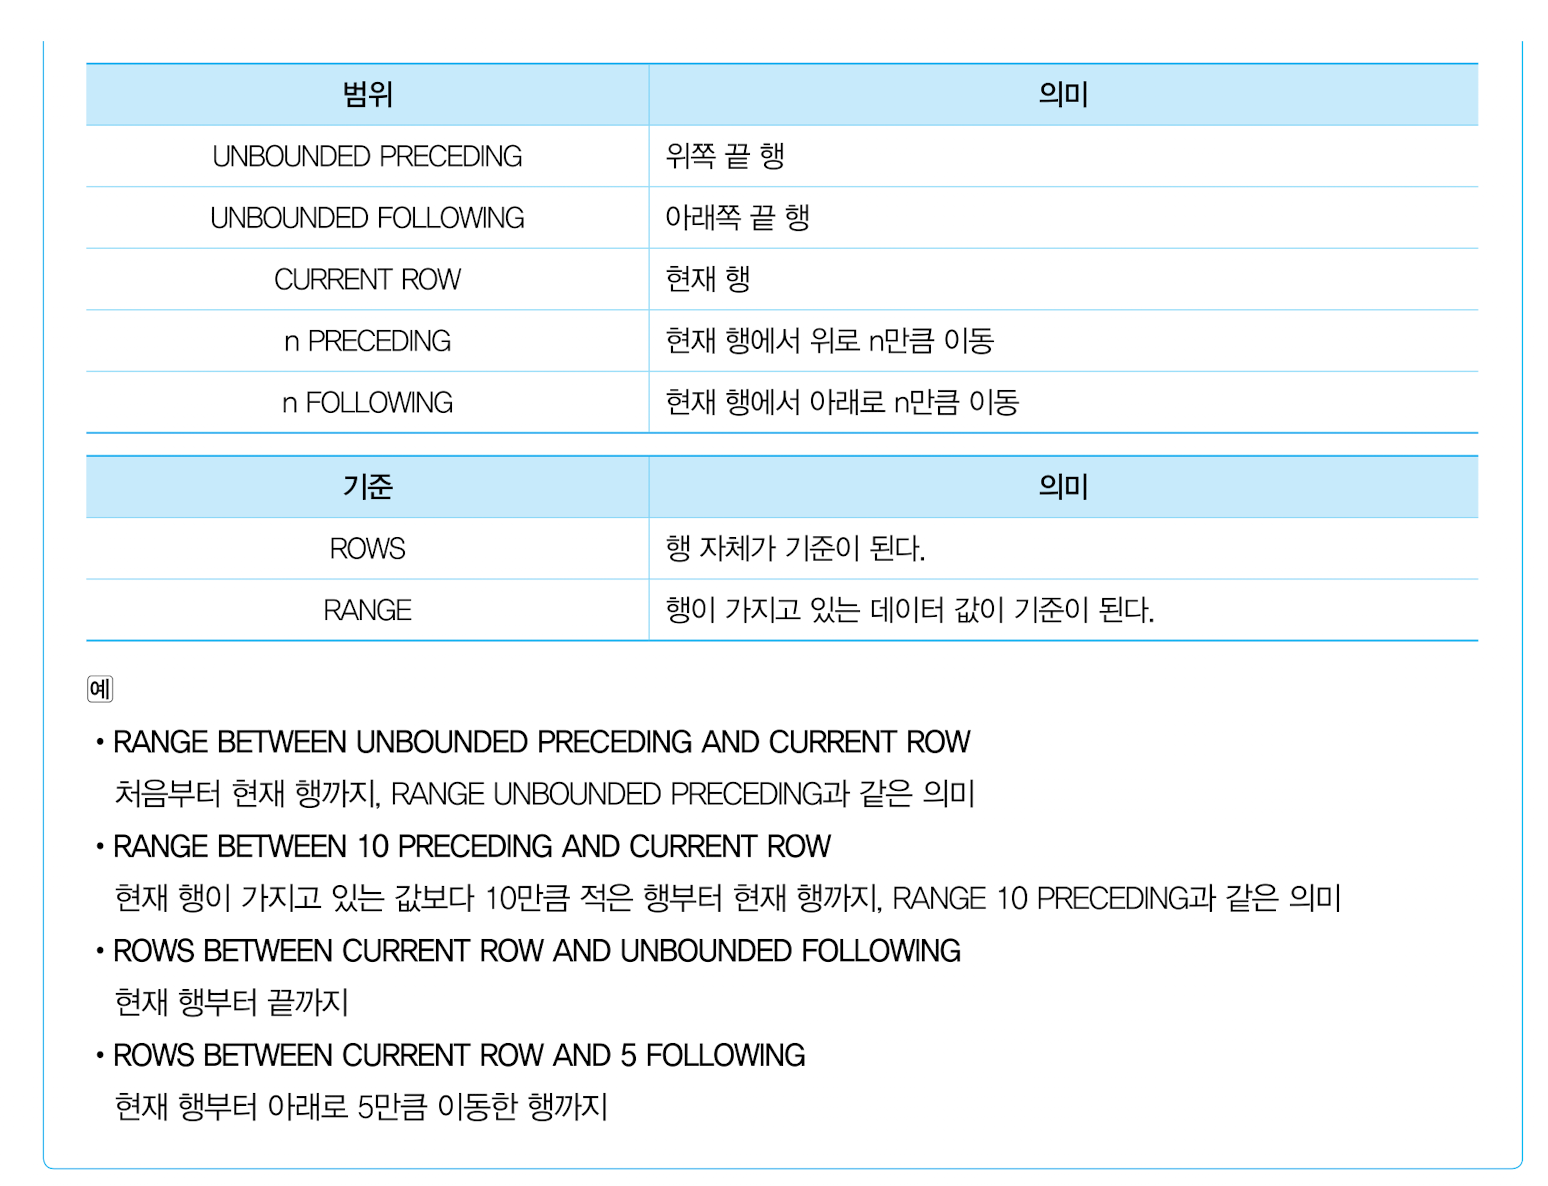 범위 의미
UNBOUNDED PRECEDING 위쪽 끝 행
UNBOUNDED FOLLOWING 아래쪽 끝 행
CURRENT ROW 현재 행
n PRECEDING 현재 행에서 위로 n만큼 이동
n FOLLOWING 현재 행에서 아래로 n만큼 이동
기준 의미
ROWS 행 자체가 기준이 된다.
RANGE 행이 가지고 있는 데이터 값이 기준이 된다.
예
• RANGE BETWEEN UNBOUNDED PRECEDING AND CURRENT ROW
처음부터 현재 행까지, RANGE UNBOUNDED PRECEDING과 같은 의미
• RANGE BETWEEN 10 PRECEDING AND CURRENT ROW
현재 행이 가지고 있는 값보다 10만큼 적은 행부터 현재 행까지, RANGE 10 PRECEDING과 같은 의미
• ROWS BETWEEN CURRENT ROW AND UNBOUNDED FOLLOWING
현재 행부터 끝까지
• ROWS BETWEEN CURRENT ROW AND 5 FOLLOWING
현재 행부터 아래로 5만큼 이동한 행까지